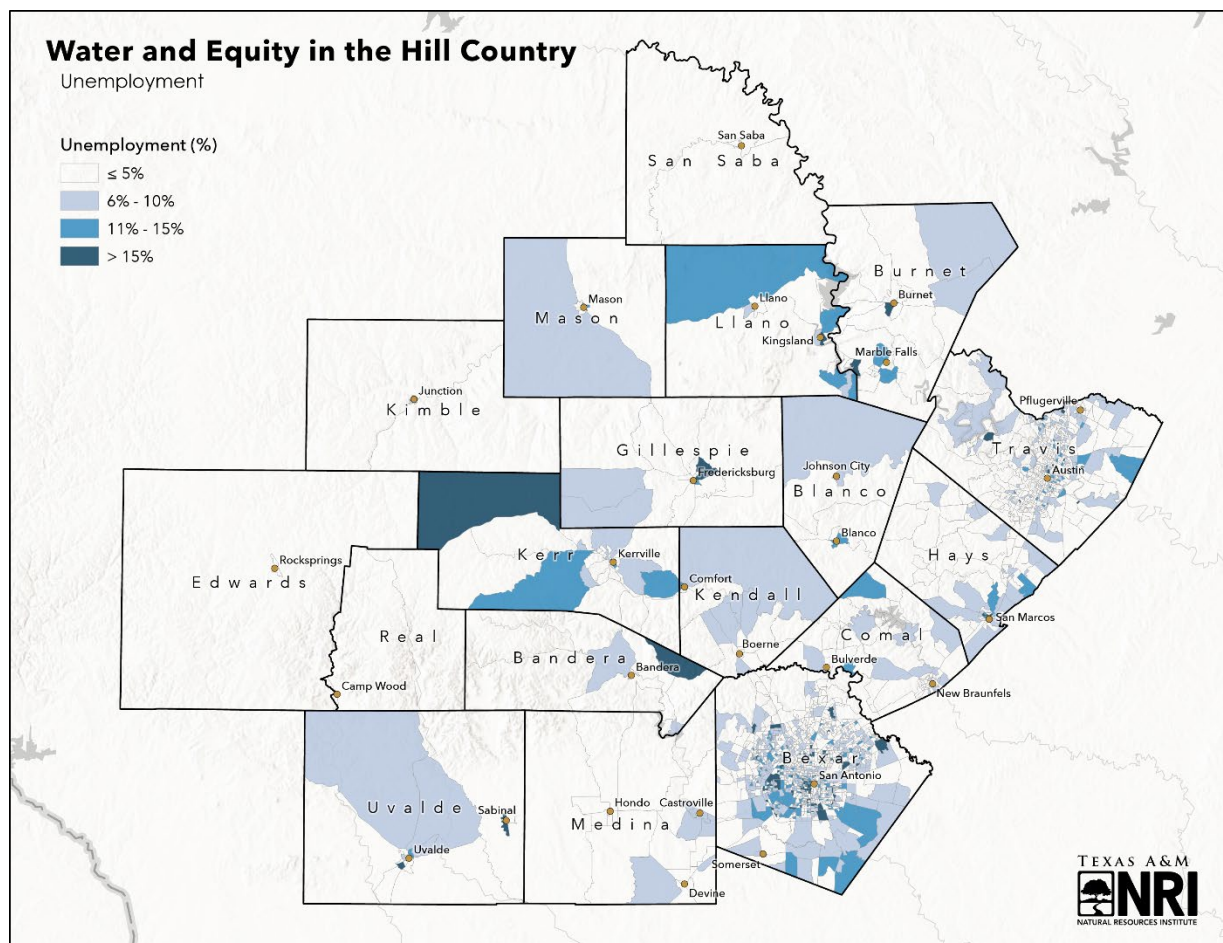 Water and Equity in the Hill Country
Unemployment
Unemployment (%)
≤ 5%
6% - 10%
11% - 15%
> 15%
San Saba
San Saba
Burnet
Burnet
Mason
Mason
Llano
Llano
Kingsland
Marble Falls
Junction
Kimble
Pflugerville
Travis
Austin
Gillespie
Fredericksburg
Johnson City
Blanco
Blanco
Hays
Kerr
Kerrville
Rocksprings
Edwards
Comfort
Kendall
San Marcos
Real
Comal
Boerne
Bandera
Bandera
Bulverde
Camp Wood
New Braunfels
Bexar
San Antonio
Uvalde
Sabinal
Hondo
Castroville
Medina
Uvalde
Somerset
Devine
TEXAS A&M
NRI
NATURAL RESOURCES INSTITUTE